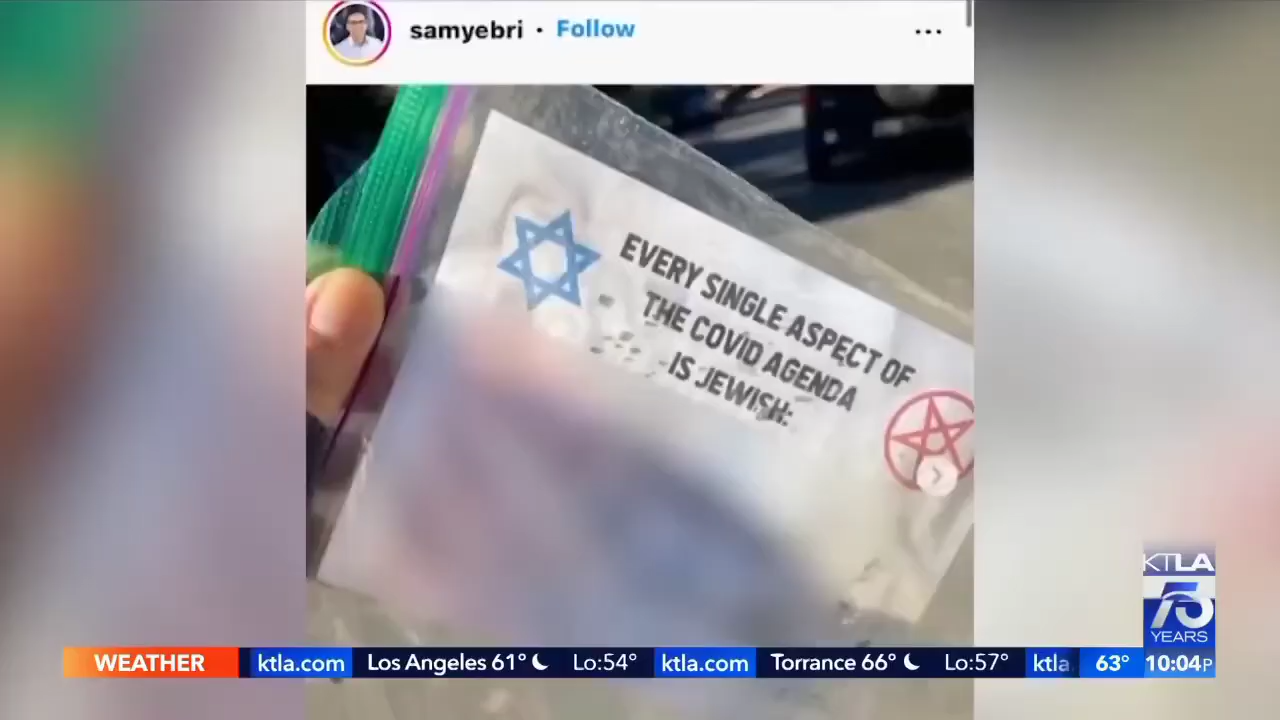 samyebri • Follow
EVERY SINGLE ASPECT OF
THE COVID AGENDA
IS JEWISH:
KTLA
75
YEARS
WEATHER ktla.com Los Angeles 61° Lo:54° ktla.com Torrance 66° Lo:57° ktla 63° 10:04P